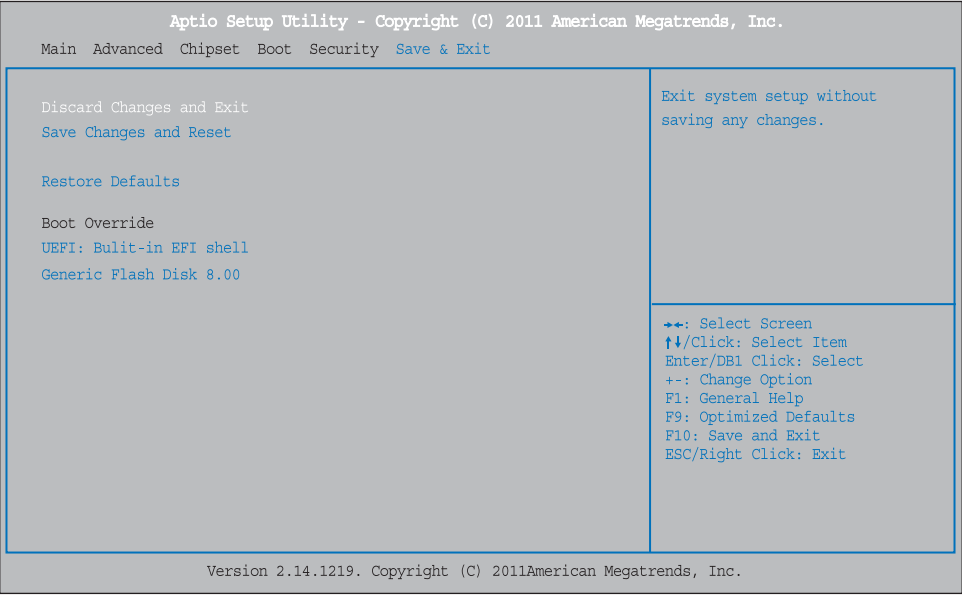 Aptio Setup Utility - Copyright (C) 2011 American Megatrends, Inc.
Main Advanced Chipset Boot Security Save & Exit
Discard Changes and Exit
Save Changes and Reset
Restore Defaults
Boot Override
UEFI: Bulit-in EFI shell
Generic Flash Disk 8.00
Exit system setup without
saving any changes.
→←: Select Screen
↑↓/Click: Select Item
Enter/DB1 Click: Select
+-: Change Option
F1: General Help
F9: Optimized Defaults
F10: Save and Exit
ESC/Right Click: Exit
Version 2.14.1219. Copyright (C) 2011American Megatrends, Inc.